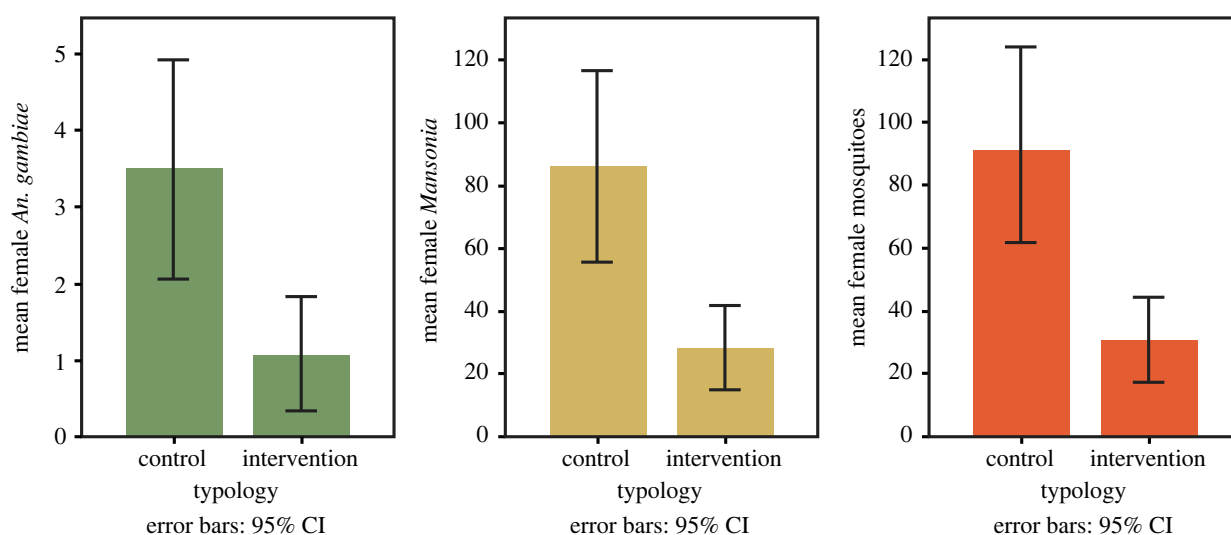 mean female An. gambiae
5
4
3
2
1
0
control intervention
typology
error bars: 95% CI
mean female Mansonia
120
100
80
60
40
20
0
control intervention
typology
error bars: 95% CI
mean female mosquitoes
120
100
80
60
40
20
0
control intervention
typology
error bars: 95% CI